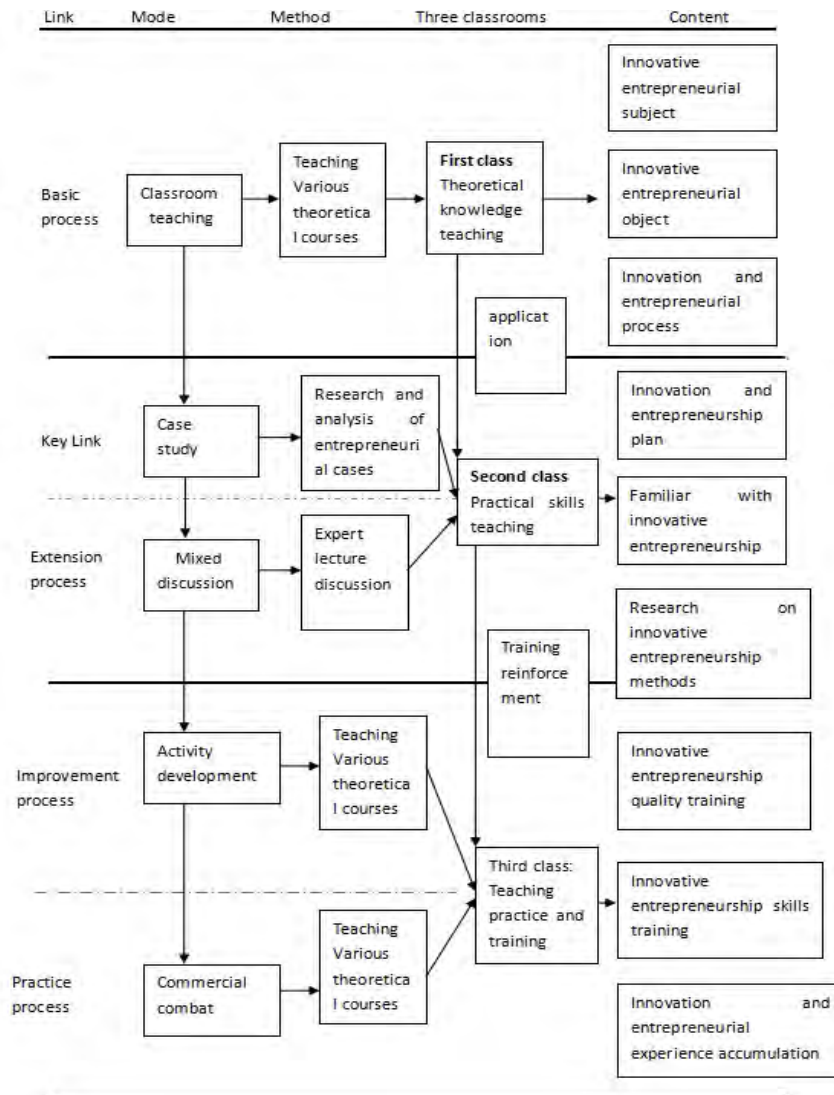 Link Mode Method Three classrooms Content
Innovative
entrepreneurial
subject
Basic
process
Classroom
teaching
Teaching
Various
theoretica
l courses
First class
Theoretical
knowledge
teaching
Innovative
entrepreneurial
object
Innovation and
entrepreneurial
process
applicat
ion
Key Link
Case
study
Research and
analysis of
entrepreneuri
al cases
Innovation and
entrepreneurship
plan
Second class
Practical skills
teaching
Familiar with
innovative
entrepreneurship
Extension
process
Mixed
discussion
Expert
lecture
discussion
Research on
innovative
entrepreneurship
methods
Training
reinforce
ment
Improvement
process
Activity
development
Teaching
Various
theoretica
l courses
Innovative
entrepreneurship
quality training
Third class:
Teaching
practice and
training
Innovative
entrepreneurship skills
training
Practice
process
Commercial
combat
Teaching
Various
theoretica
l courses
Innovation and
entrepreneurial
experience accumulation